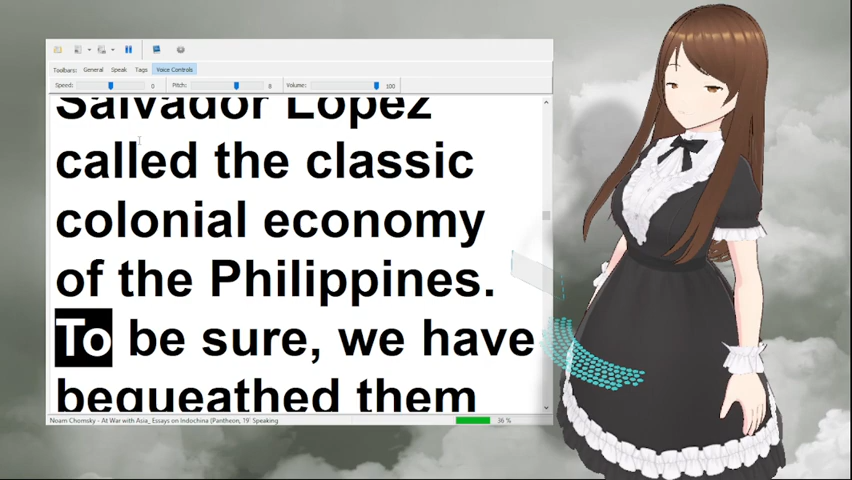 Toolbars: General Speak Tags Voice Controls
Speed: 0 Pitch: 8 Volume: 100
Salvador Lopez
called the classic
colonial economy
of the Philippines.
To be sure, we have
bequeathed them
Noam Chomsky - At War with Asia_ Essays on Indochina (Pantheon, 19' Speaking 36 %